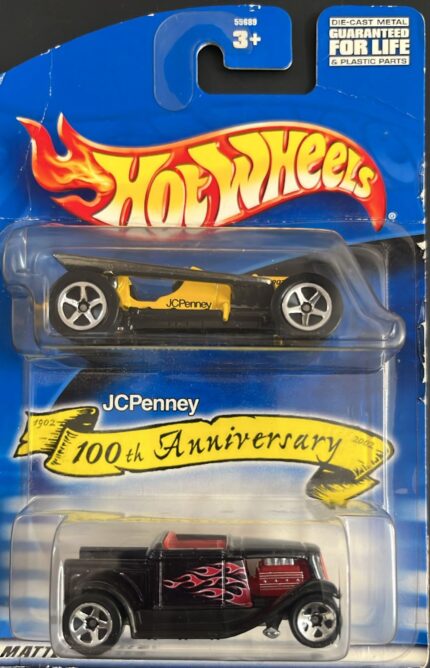 55689
3+
DIE-CAST METAL
GUARANTEED
FOR LIFE
& PLASTIC PARTS
HOT WHEELS®
JCPenney
JCPenney
1902 100th Anniversary 2002